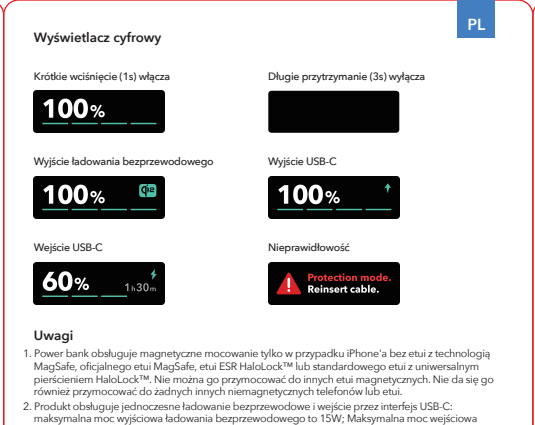 PL
Wyświetlacz cyfrowy
Krótkie wciśnięcie (1s) włącza
Długie przytrzymanie (3s) wyłącza
100%
Wyjście ładowania bezprzewodowego
Wyjście USB-C
100%
Qi2
100%
Wejście USB-C
Nieprawidłowość
60%
1h30m
Protection mode.
Reinsert cable.
Uwagi
1. Power bank obsługuje magnetyczne mocowanie tylko w przypadku iPhone'a bez etui z technologią
MagSafe, oficjalnego etui MagSafe, etui ESR HaloLock™ lub standardowego etui z uniwersalnym
pierścieniem HaloLock™. Nie można go przymocować do innych etui magnetycznych. Nie da się go
również przymocować do żadnych innych niemagnetycznych telefonów lub etui.
2. Produkt obsługuje jednoczesne ładowanie bezprzewodowe i wejście przez interfejs USB-C:
maksymalna moc wyjściowa ładowania bezprzewodowego to 15W; Maksymalna moc wejściowa